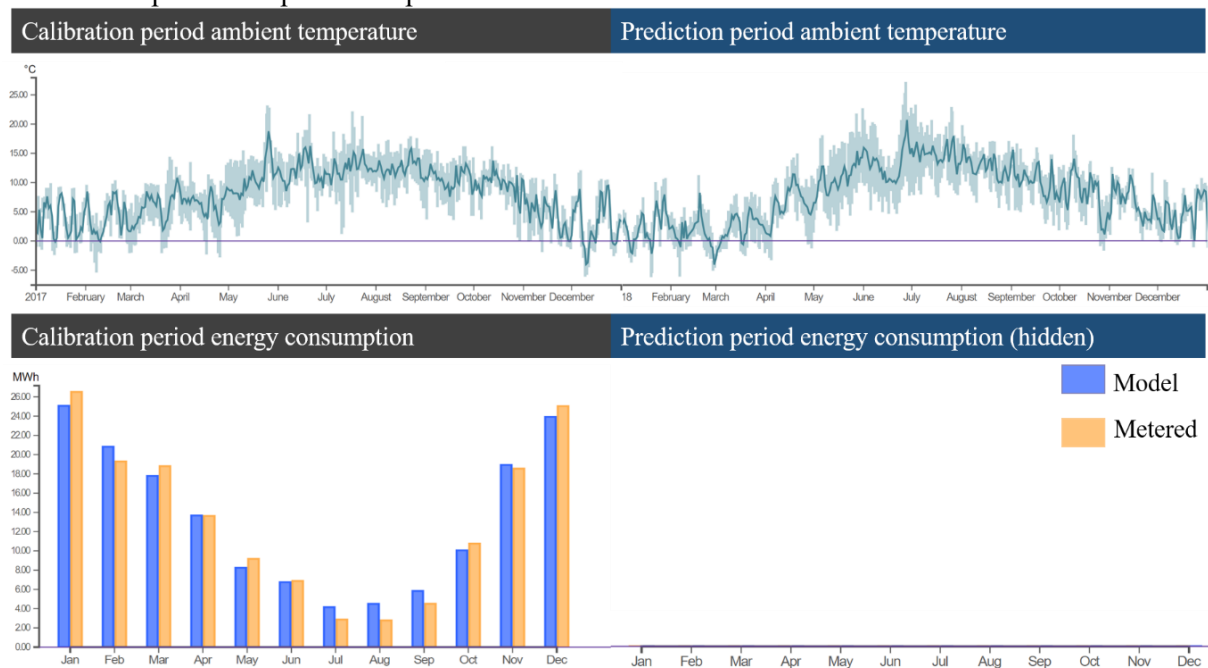 Calibration period ambient temperature
Prediction period ambient temperature
°C
25.00
20.00
15.00
10.00
5.00
0.00
-5.00
2017 February March April May June July August September October November December 18 February March April May June July August September October November December
Calibration period energy consumption
Prediction period energy consumption (hidden)
MWh
26.00
24.00
22.00
20.00
18.00
16.00
14.00
12.00
10.00
8.00
6.00
4.00
2.00
0.00
Model
Metered
Jan Feb Mar Apr May Jun Jul Aug Sep Oct Nov Dec
Jan Feb Mar Apr May Jun Jul Aug Sep Oct Nov Dec